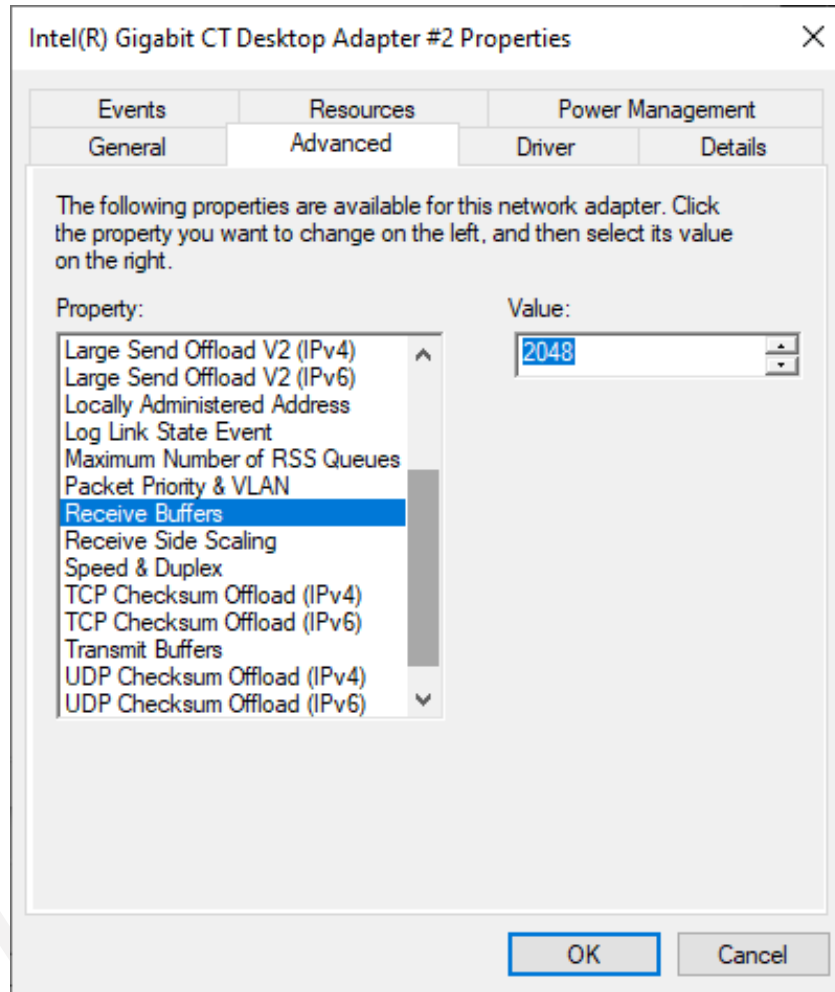 Intel(R) Gigabit CT Desktop Adapter #2 Properties
Events
Resources
Power Management
General
Advanced
Driver
Details
The following properties are available for this network adapter. Click
the property you want to change on the left, and then select its value
on the right.
Property:
Value:
Large Send Offload V2 (IPv4)
Large Send Offload V2 (IPv6)
Locally Administered Address
Log Link State Event
Maximum Number of RSS Queues
Packet Priority & VLAN
Receive Buffers
Receive Side Scaling
Speed & Duplex
TCP Checksum Offload (IPv4)
TCP Checksum Offload (IPv6)
Transmit Buffers
UDP Checksum Offload (IPv4)
UDP Checksum Offload (IPv6)
2048
OK
Cancel